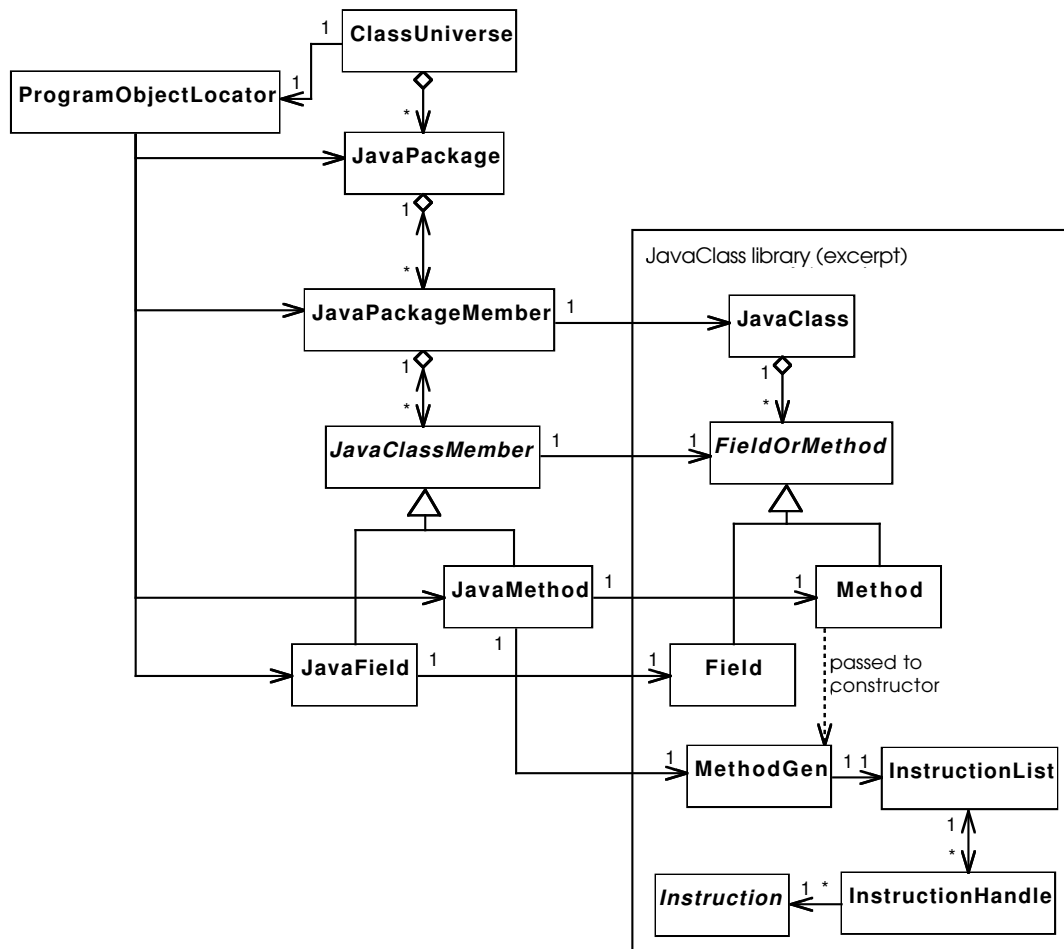 1
ClassUniverse
1
ProgramObjectLocator
*
JavaPackage
1
*
JavaClass library (excerpt)
JavaPackageMember
1
JavaClass
1
*
1
*
JavaClassMember
1
1
FieldOrMethod
JavaMethod
1
1
Method
1
JavaField
1
1
Field
passed to
constructor
1
MethodGen
1 1
InstructionList
1
*
Instruction
1 *
InstructionHandle